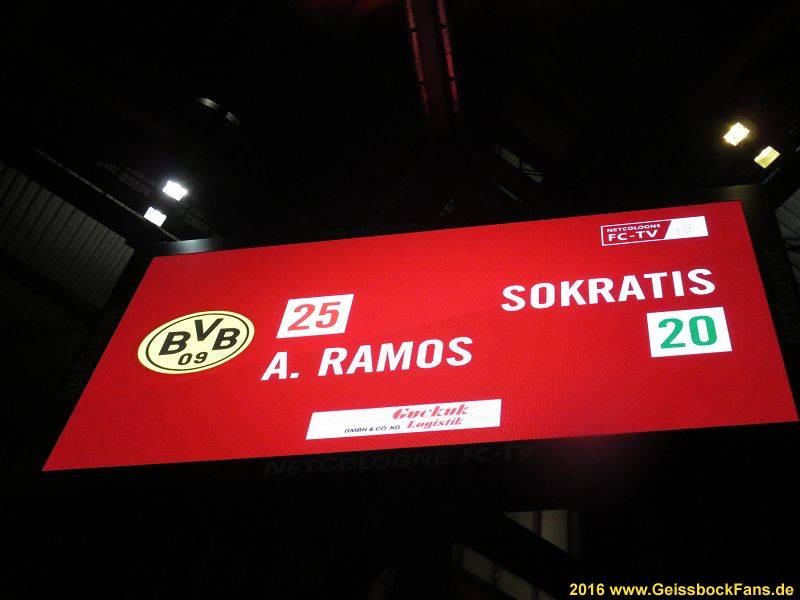 NETCOLOGNE
FC-TV
SOKRATIS
25
20
BVB
09
A. RAMOS
Guckuk
GMBH & CO. KG Logistik
NETCOLOGNE FC-TV
2016 www.GeissbockFans.de